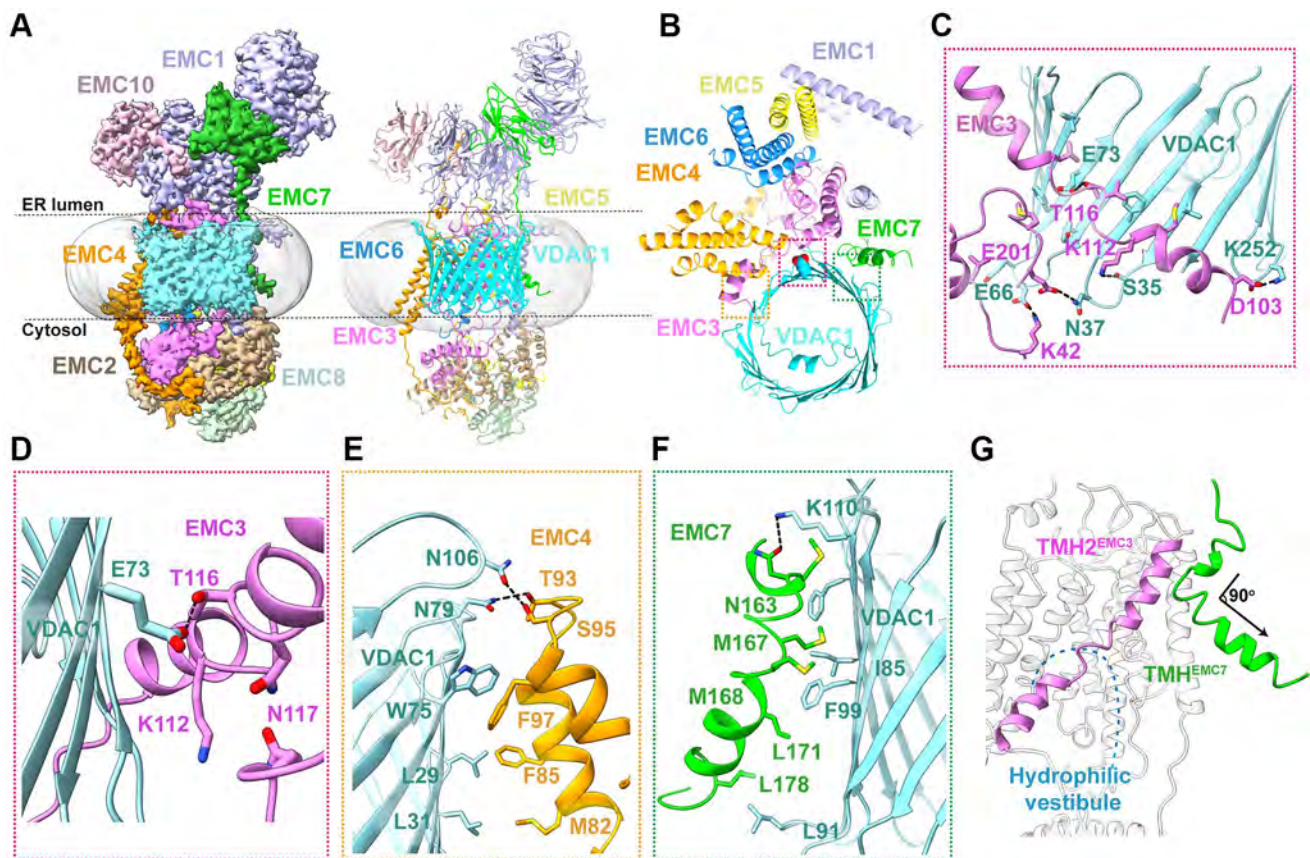 A
EMC1
EMC10
ER lumen
EMC7
EMC4
EMC5
EMC6
VDAC1
Cytosol
EMC3
EMC2
EMC8
B
EMC1
EMC5
EMC6
EMC4
EMC7
EMC3
VDAC1
C
EMC3
E73
VDAC1
T116
E201
K112
K252
E66
S35
D103
N37
K42
D
EMC3
E73
T116
VDAC1
K112
N117
E
N106
EMC4
T93
N79
S95
VDAC1
W75
F97
L29
F85
L31
M82
F
K110
EMC7
N163
VDAC1
M167
I85
M168
F99
L171
L178
L91
G
TMH2EMC3
90°
TMHEMC7
Hydrophilic
vestibule